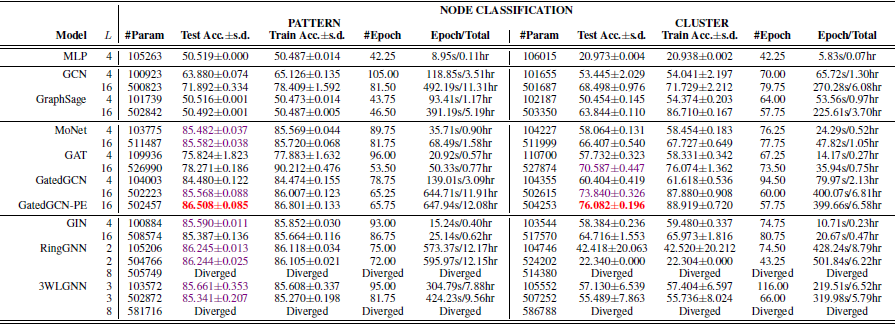 NODE CLASSIFICATION
PATTERN CLUSTER
Model L #Param Test Acc.±s.d. Train Acc.±s.d. #Epoch Epoch/Total #Param Test Acc.±s.d. Train Acc.±s.d. #Epoch Epoch/Total
MLP 4 105263 50.519±0.000 50.487±0.014 42.25 8.95s/0.11hr 106015 20.973±0.004 20.938±0.002 42.25 5.83s/0.07hr
GCN 4 100923 63.880±0.074 65.126±0.135 105.00 118.85s/3.51hr 101655 53.445±2.029 54.041±2.197 70.00 65.72s/1.30hr
16 500823 71.892±0.334 78.409±1.592 81.50 492.19s/11.31hr 501687 68.498±0.976 71.729±2.212 79.75 270.28s/6.08hr
GraphSage 4 101739 50.516±0.001 50.473±0.014 43.75 93.41s/1.17hr 102187 50.454±0.145 54.374±0.203 64.00 53.56s/0.97hr
16 502842 50.492±0.001 50.487±0.005 46.50 391.19s/5.19hr 503350 63.844±0.110 86.710±0.167 57.75 225.61s/3.70hr
MoNet 4 103775 85.482±0.037 85.569±0.044 89.75 35.71s/0.90hr 104227 58.064±0.131 58.454±0.183 76.25 24.29s/0.52hr
16 511487 85.582±0.038 85.720±0.068 81.75 68.49s/1.58hr 511999 66.407±0.540 67.727±0.649 77.75 47.82s/1.05hr
GAT 4 109936 75.824±1.823 77.883±1.632 96.00 20.92s/0.57hr 110700 57.732±0.323 58.331±0.342 67.25 14.17s/0.27hr
16 526990 78.271±0.186 90.212±0.476 53.50 50.33s/0.77hr 527874 70.587±0.447 76.074±1.362 73.50 35.94s/0.75hr
GatedGCN 4 104003 84.480±0.122 84.474±0.155 78.75 139.01s/3.09hr 104355 60.404±0.419 61.618±0.536 94.50 79.97s/2.13hr
16 502223 85.568±0.088 86.007±0.123 65.25 644.71s/11.91hr 502615 73.840±0.326 87.880±0.908 60.00 400.07s/6.81hr
GatedGCN-PE 16 502457 86.508±0.085 86.801±0.133 65.75 647.94s/12.08hr 504253 76.082±0.196 88.919±0.720 57.75 399.66s/6.58hr
GIN 4 100884 85.590±0.011 85.852±0.030 93.00 15.24s/0.40hr 103544 58.384±0.236 59.480±0.337 74.75 10.71s/0.23hr
16 508574 85.387±0.136 85.664±0.116 86.75 25.14s/0.62hr 517570 64.716±1.553 65.973±1.816 80.75 20.67s/0.47hr
RingGNN 2 105206 86.245±0.013 86.118±0.034 75.00 573.37s/12.17hr 104746 42.418±20.063 42.520±20.212 74.50 428.24s/8.79hr
2 504766 86.244±0.025 86.105±0.021 72.00 595.97s/12.15hr 524202 22.340±0.000 22.304±0.000 43.25 501.84s/6.22hr
8 505749 Diverged Diverged Diverged Diverged 514380 Diverged Diverged Diverged Diverged
3WLGNN 3 103572 85.661±0.353 85.608±0.337 95.00 304.79s/7.88hr 105552 57.130±6.539 57.404±6.597 116.00 219.51s/6.52hr
3 502872 85.341±0.207 85.270±0.198 81.75 424.23s/9.56hr 507252 55.489±7.863 55.736±8.024 66.00 319.98s/5.79hr
8 581716 Diverged Diverged Diverged Diverged 586788 Diverged Diverged Diverged Diverged